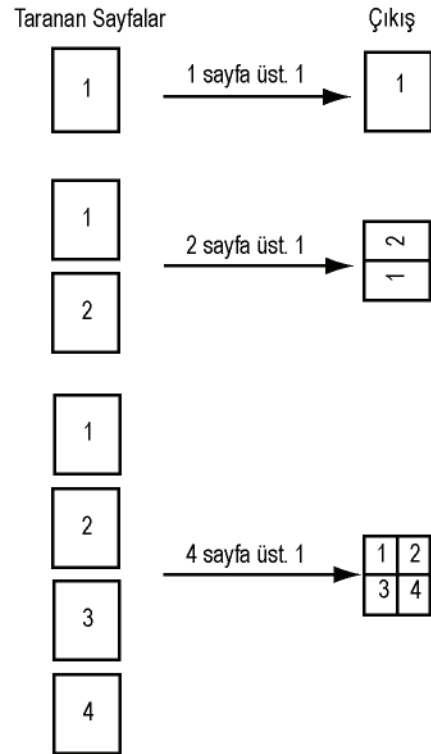 Taranan Sayfalar Çıkış
1 1 sayfa üst. 1 1
1
2 sayfa üst. 1
2
2
1
1
2
4 sayfa üst. 1
1 2
3 4
3
4